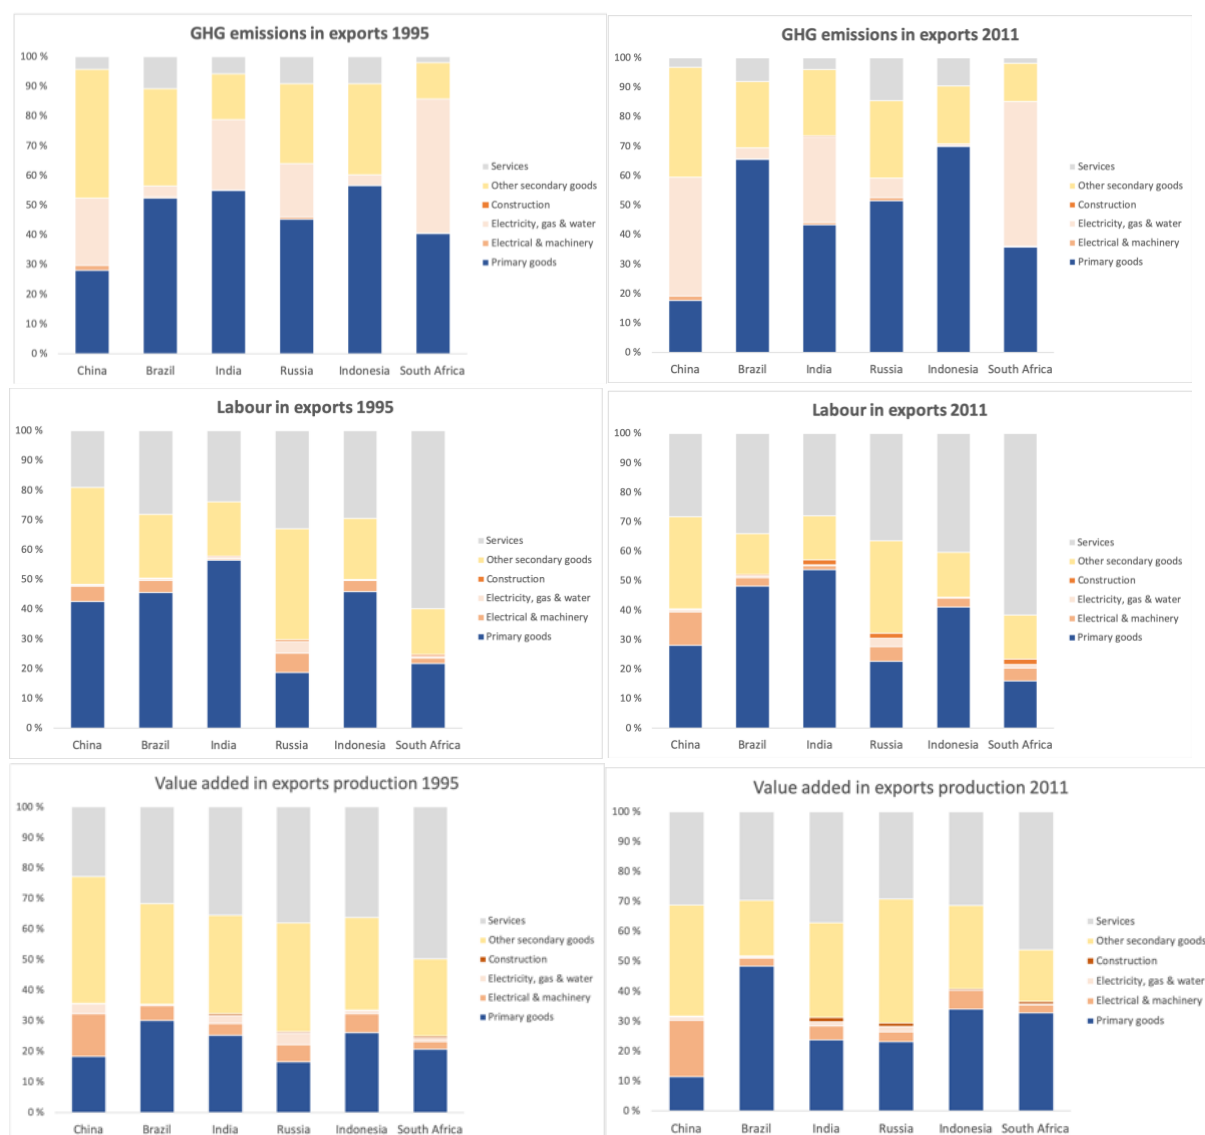 GHG emissions in exports 1995
100 %
90 %
80 %
70 %
60 %
50 %
40 %
30 %
20 %
10 %
0 %
China Brazil India Russia Indonesia South Africa
Services
Other secondary goods
Construction
Electricity, gas & water
Electrical & machinery
Primary goods
GHG emissions in exports 2011
100 %
90 %
80 %
70 %
60 %
50 %
40 %
30 %
20 %
10 %
0 %
China Brazil India Russia Indonesia South Africa
Services
Other secondary goods
Construction
Electricity, gas & water
Electrical & machinery
Primary goods
Labour in exports 1995
100 %
90 %
80 %
70 %
60 %
50 %
40 %
30 %
20 %
10 %
0 %
China Brazil India Russia Indonesia South Africa
Services
Other secondary goods
Construction
Electricity, gas & water
Electrical & machinery
Primary goods
Labour in exports 2011
100 %
90 %
80 %
70 %
60 %
50 %
40 %
30 %
20 %
10 %
0 %
China Brazil India Russia Indonesia South Africa
Services
Other secondary goods
Construction
Electricity, gas & water
Electrical & machinery
Primary goods
Value added in exports production 1995
100 %
90 %
80 %
70 %
60 %
50 %
40 %
30 %
20 %
10 %
0 %
China Brazil India Russia Indonesia South Africa
Services
Other secondary goods
Construction
Electricity, gas & water
Electrical & machinery
Primary goods
Value added in exports production 2011
100 %
90 %
80 %
70 %
60 %
50 %
40 %
30 %
20 %
10 %
0 %
China Brazil India Russia Indonesia South Africa
Services
Other secondary goods
Construction
Electricity, gas & water
Electrical & machinery
Primary goods